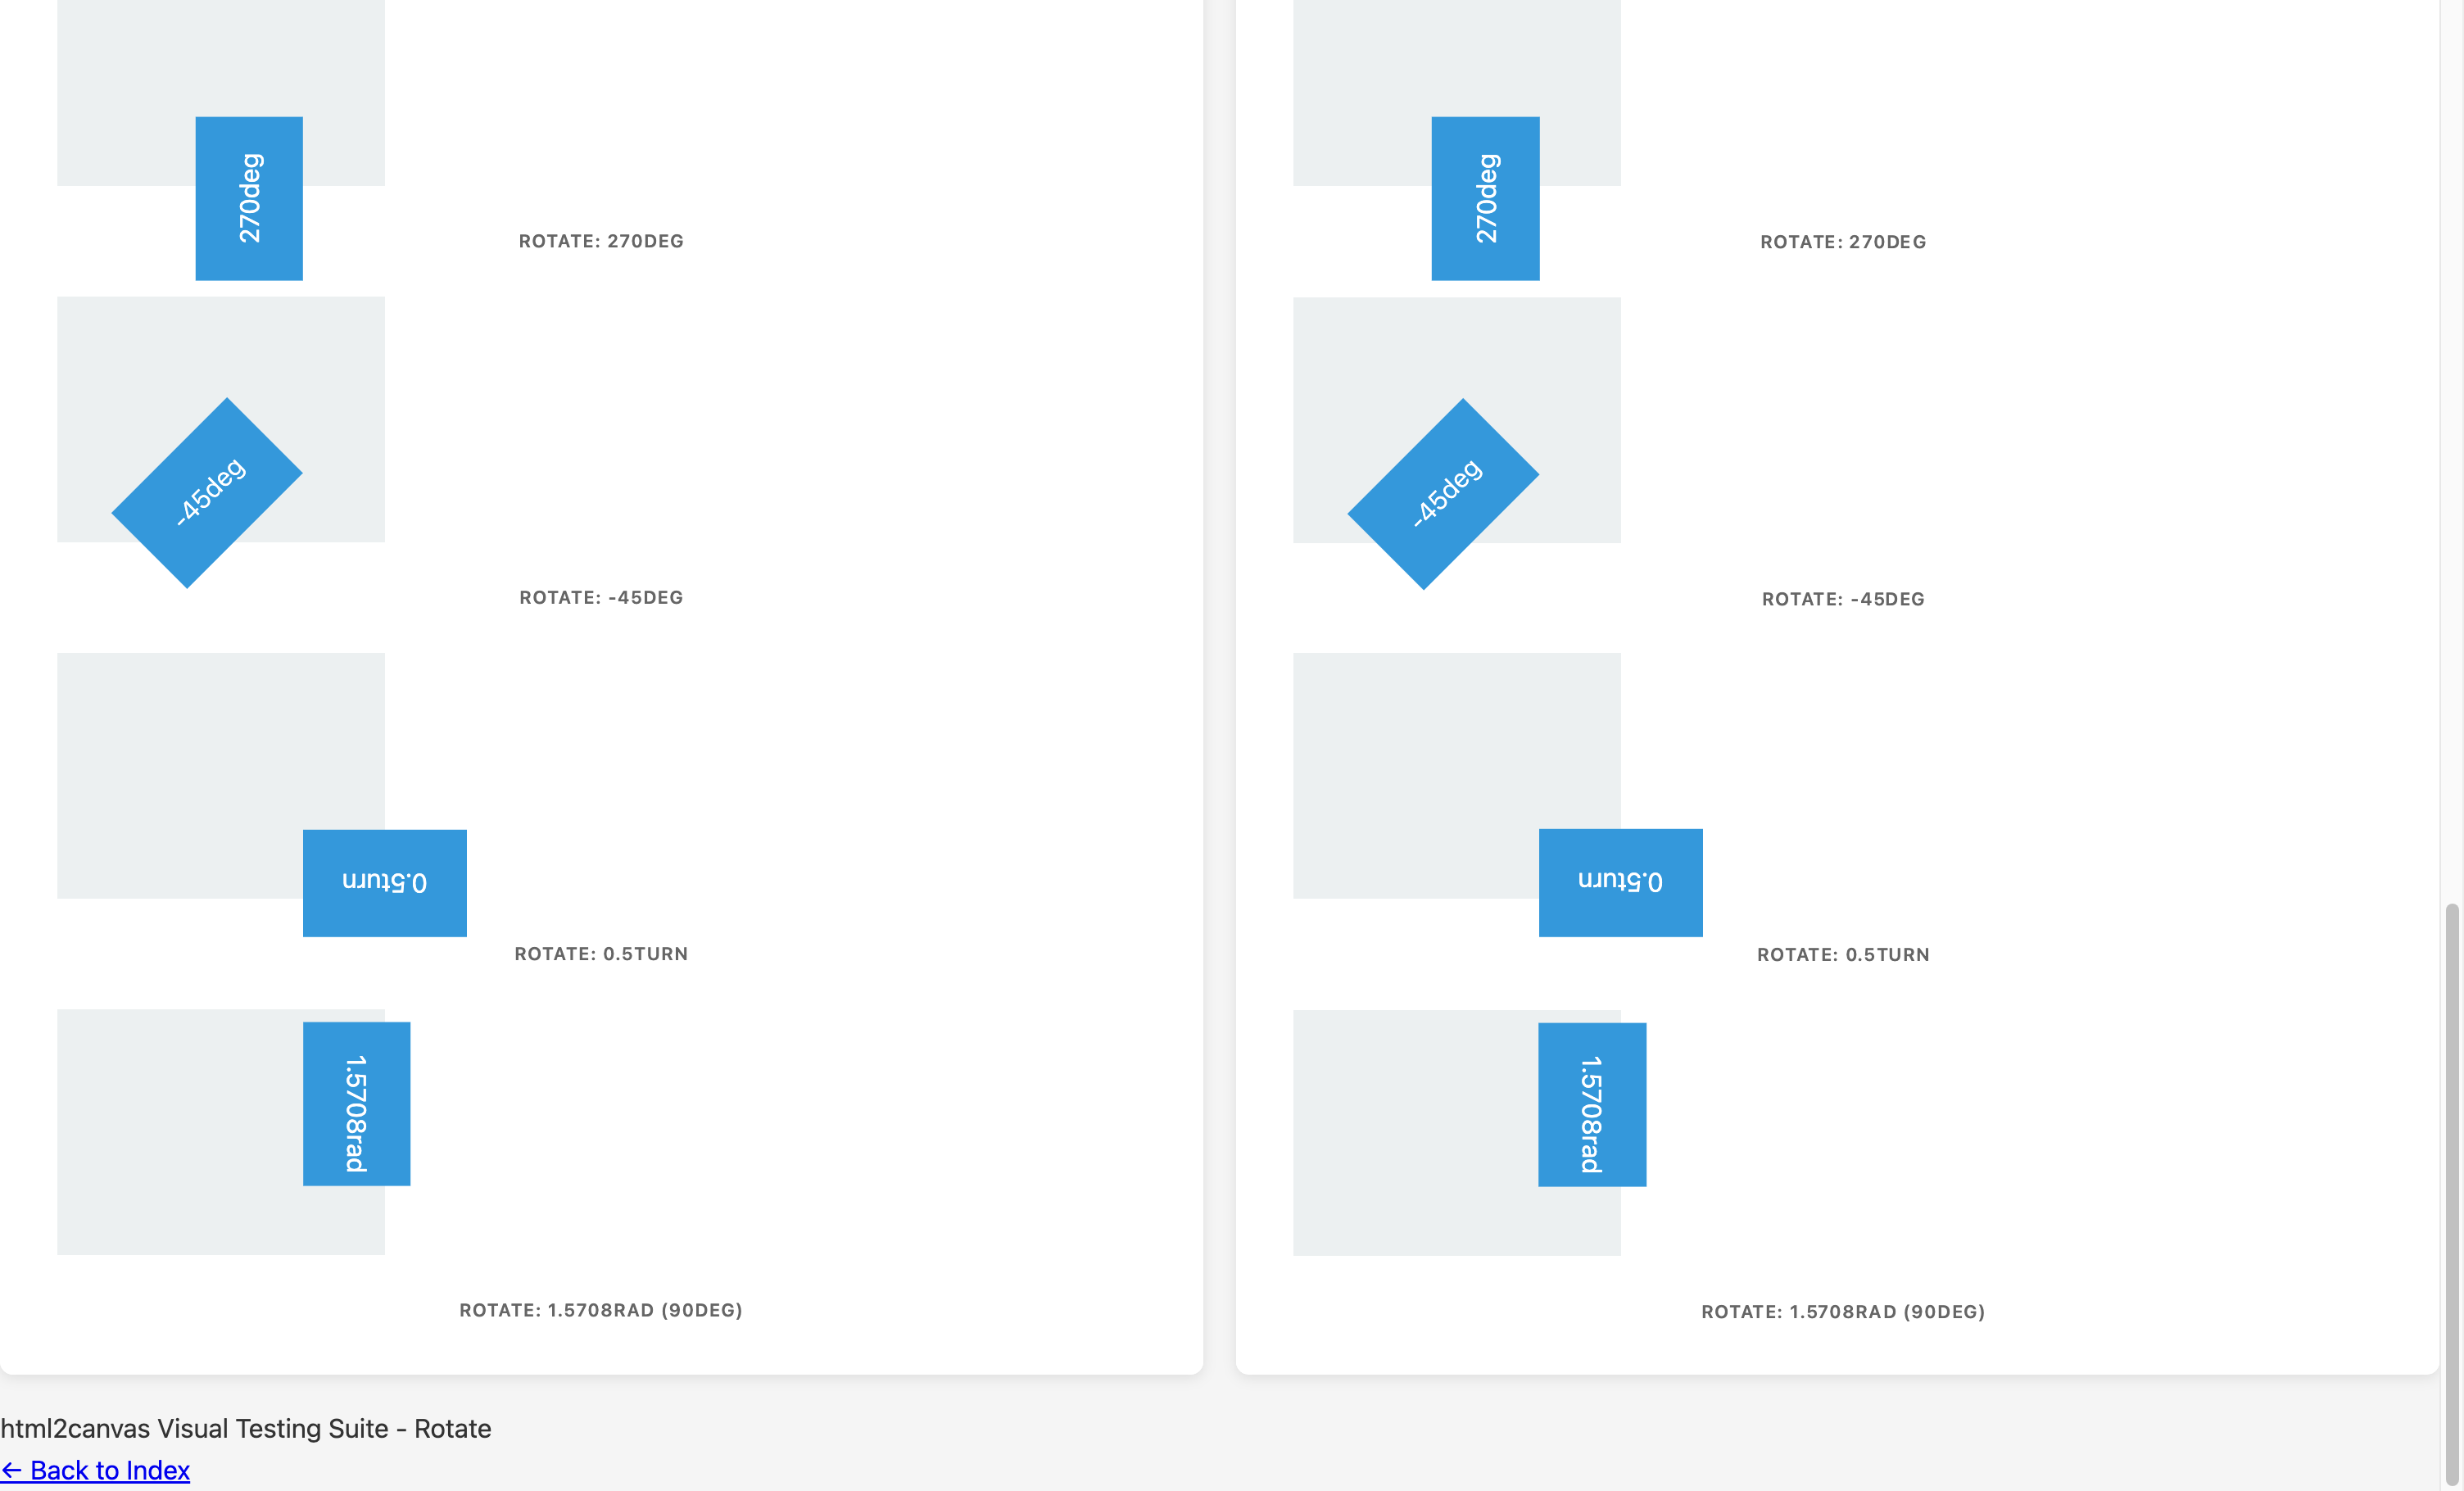 270deg
270deg
ROTATE: 270DEG
ROTATE: 270DEG
-45deg
-45deg
ROTATE: -45DEG
ROTATE: -45DEG
0.5turn
0.5turn
ROTATE: 0.5TURN
ROTATE: 0.5TURN
1.5708rad
1.5708rad
ROTATE: 1.5708RAD (90DEG)
ROTATE: 1.5708RAD (90DEG)
html2canvas Visual Testing Suite - Rotate
← Back to Index